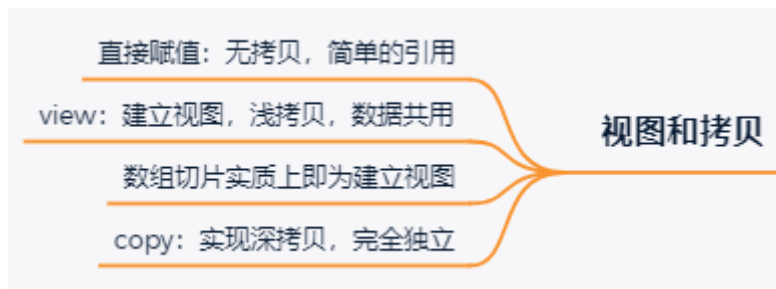 直接赋值：无拷贝，简单的引用
view：建立视图，浅拷贝，数据共用
视图和拷贝
数组切片实质上即为建立视图
copy：实现深拷贝，完全独立